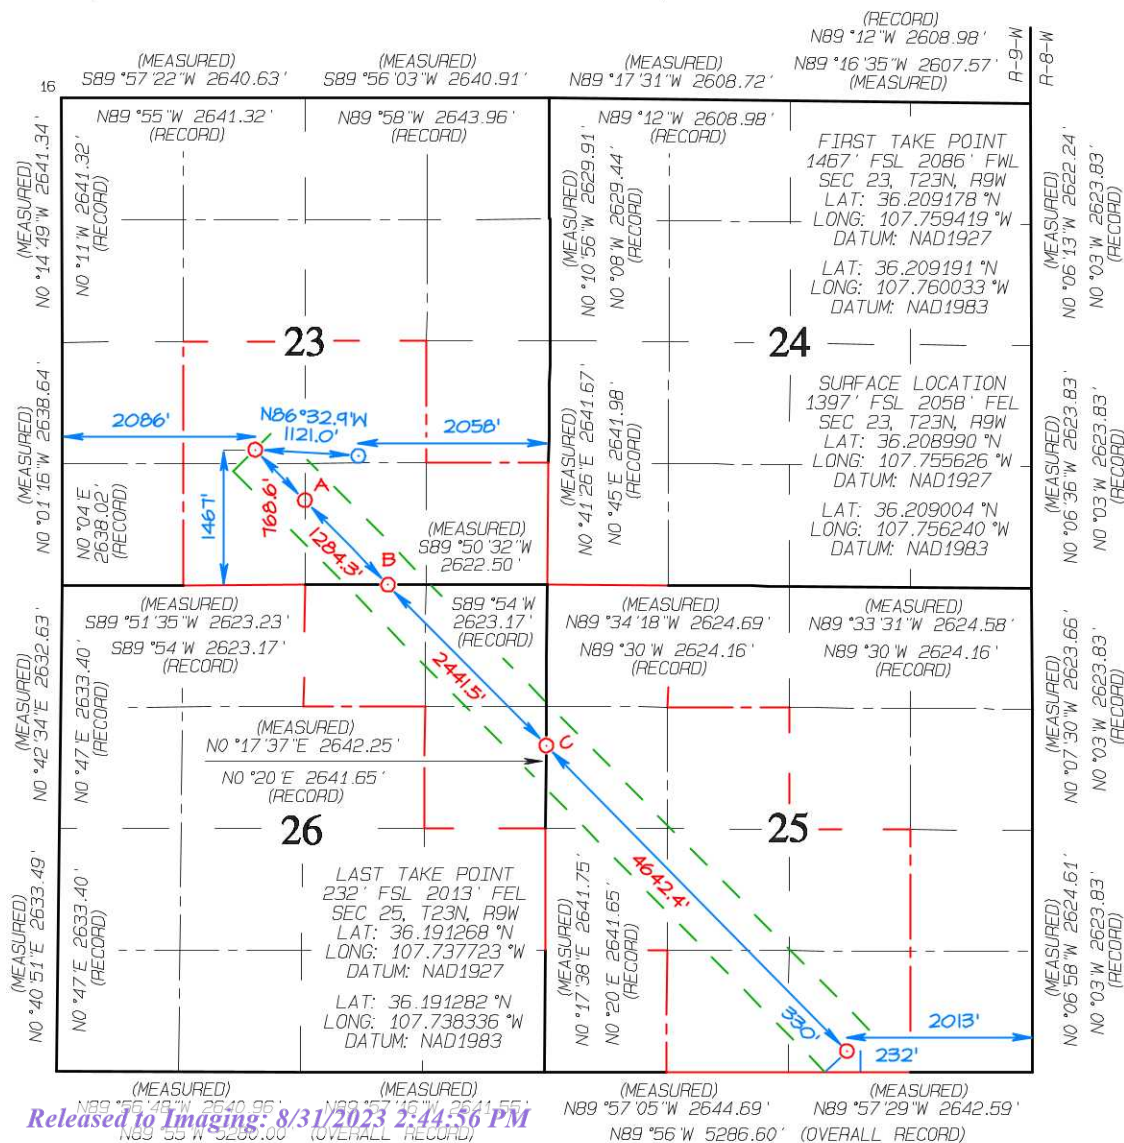 (RECORD)
N89°12'W 2608.98'
(MEASURED)
S89°57'22"W 2640.63'
(MEASURED)
S89°56'03"W 2640.91'
(MEASURED)
N89°17'31"W 2608.72'
N89°16'35"W 2607.57'
(MEASURED)
R-9-W
R-8-W
16
N89°55'W 2641.32'
(RECORD)
N89°58'W 2643.96'
(RECORD)
N89°12'W 2608.98'
(RECORD)
(MEASURED)
N0°14'49"W 2641.34'
N0°11'W 2641.32'
(RECORD)
(MEASURED)
N0°10'56"W 2629.91'
N0°08'W 2629.44'
(RECORD)
FIRST TAKE POINT
1467' FSL 2086' FWL
SEC 23, T23N, R9W
LAT: 36.209178°N
LONG: 107.759419°W
DATUM: NAD1927
LAT: 36.209191°N
LONG: 107.760033°W
DATUM: NAD1983
(MEASURED)
N0°06'13"W 2622.24'
N0°03'W 2623.83'
(RECORD)
23
24
(MEASURED)
N0°01'16"W 2638.64'
N0°04'E
2638.02'
(RECORD)
2086'
N86°32.9'W
1121.0'
2058'
1467'
768.6'
A
1284.3'
B
(MEASURED)
S89°50'32"W
2622.50'
(MEASURED)
N0°41'26"E 2641.67'
N0°45'E 2641.98'
(RECORD)
SURFACE LOCATION
1397' FSL 2058' FEL
SEC 23, T23N, R9W
LAT: 36.208990°N
LONG: 107.755626°W
DATUM: NAD1927
LAT: 36.209004°N
LONG: 107.756240°W
DATUM: NAD1983
(MEASURED)
N0°06'36"W 2623.83'
N0°03'W 2623.83'
(RECORD)
(MEASURED)
S89°51'35"W 2623.23'
S89°54'W 2623.17'
(RECORD)
S89°54'W
2623.17'
(RECORD)
(MEASURED)
N89°34'18"W 2624.69'
N89°30'W 2624.16'
(RECORD)
(MEASURED)
N89°33'31"W 2624.58'
N89°30'W 2624.16'
(RECORD)
(MEASURED)
N0°42'34"E 2632.63'
N0°47'E 2633.40'
(RECORD)
2441.5'
C
(MEASURED)
N0°17'37"E 2642.25'
N0°20'E 2641.65'
(RECORD)
(MEASURED)
N0°07'30"W 2623.66'
N0°03'W 2623.83'
(RECORD)
26
25
(MEASURED)
N0°40'51"E 2633.49'
N0°47'E 2633.40'
(RECORD)
LAST TAKE POINT
232' FSL 2013' FEL
SEC 25, T23N, R9W
LAT: 36.191268°N
LONG: 107.737723°W
DATUM: NAD1927
LAT: 36.191282°N
LONG: 107.738336°W
DATUM: NAD1983
(MEASURED)
N0°17'38"E 2641.75'
N0°20'E 2641.65'
(RECORD)
4642.4'
330'
2013'
232'
(MEASURED)
N0°06'58"W 2624.61'
N0°03'W 2623.83'
(RECORD)
(MEASURED)
N89°56'48"W 2640.96'
(MEASURED)
N89°57'16"W 2641.55'
(MEASURED)
N89°57'05"W 2644.69'
(MEASURED)
N89°57'29"W 2642.59'
Released to Imaging: 8/31/2023 2:44:56 PM
N89°55'W 5280.00' (OVERALL RECORD)
N89°56'W 5286.60' (OVERALL RECORD)